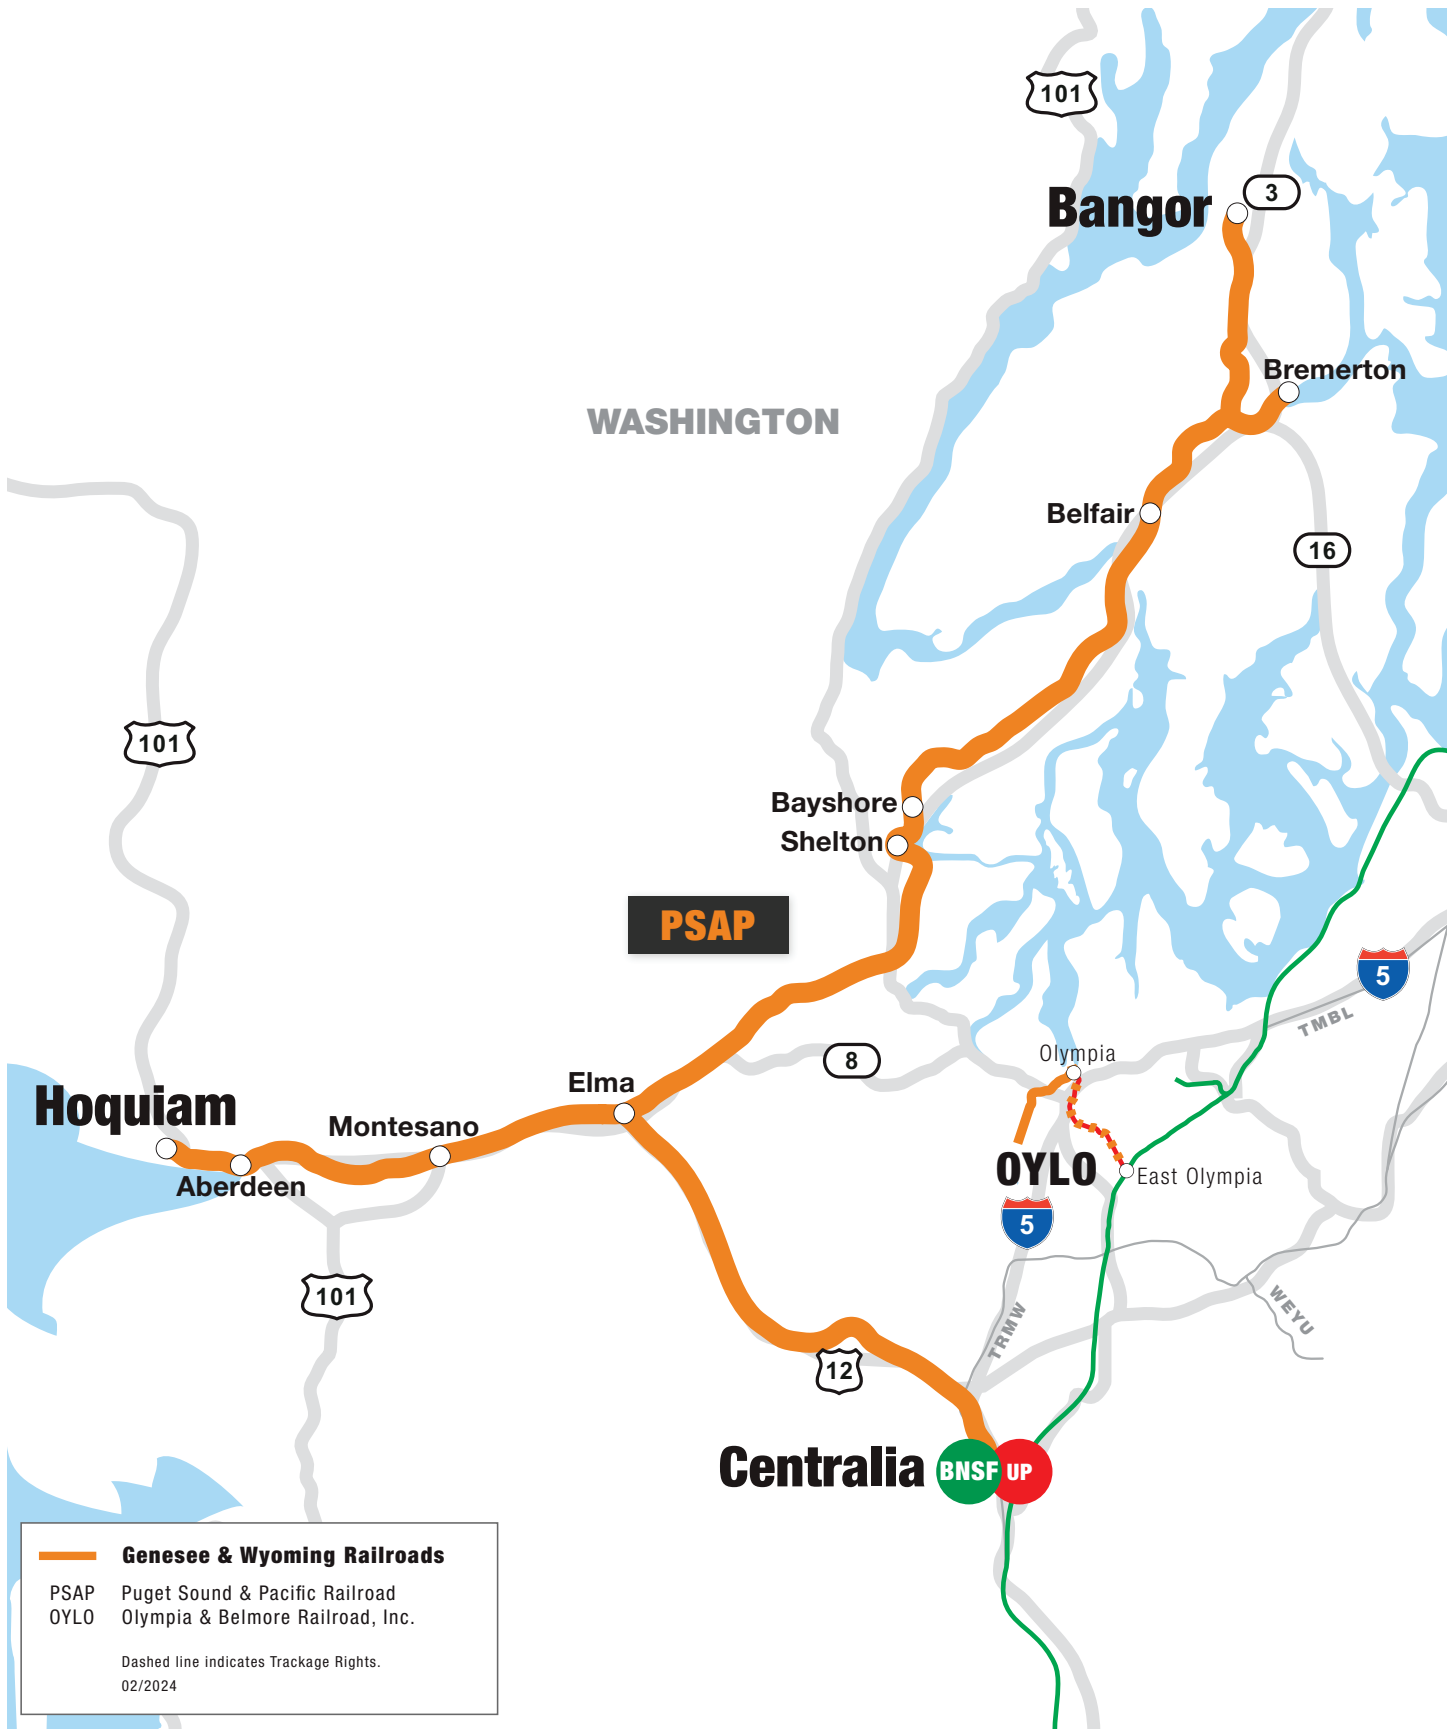 101
3
Bangor
Bremerton
WASHINGTON
Belfair
16
101
Bayshore
Shelton
PSAP
5
TMBL
Olympia
8
Elma
Hoquiam
Montesano
Aberdeen
OYLO
East Olympia
5
101
WEYU
TRMW
12
Centralia
BNSF
UP
Genesee & Wyoming Railroads
PSAP Puget Sound & Pacific Railroad
OYLO Olympia & Belmore Railroad, Inc.
Dashed line indicates Trackage Rights.
02/2024